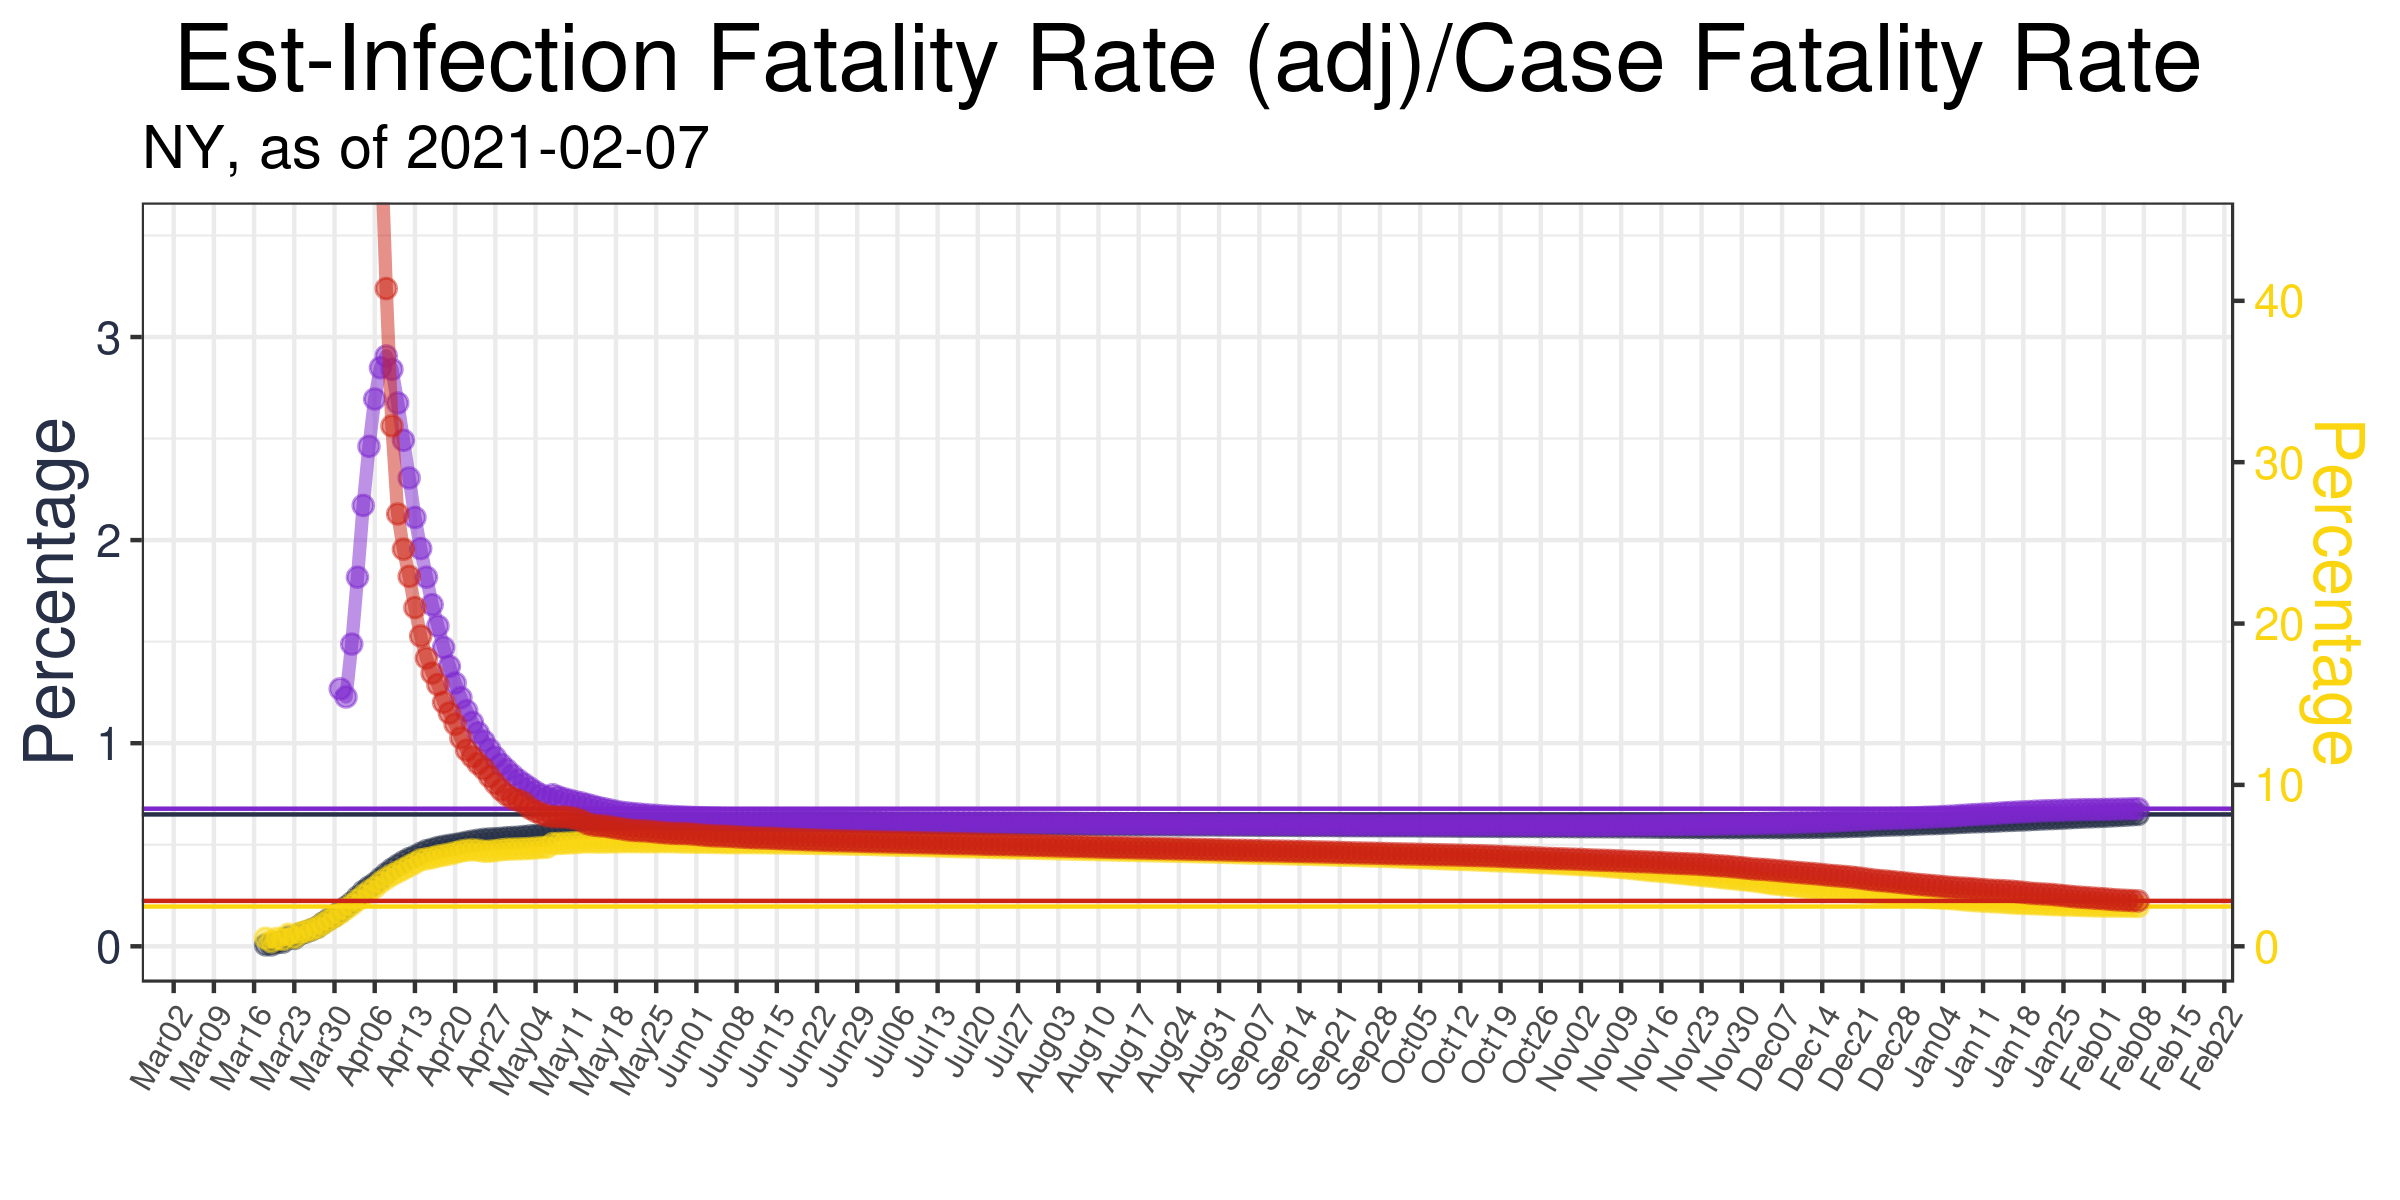 Est-Infection Fatality Rate (adj)/Case Fatality Rate
NY, as of 2021-02-07
Percentage
3
2
1
0
40
30
20
10
0
Percentage
Mar02
Mar09
Mar16
Mar23
Mar30
Apr06
Apr13
Apr20
Apr27
May04
May11
May18
May25
Jun01
Jun08
Jun15
Jun22
Jun29
Jul06
Jul13
Jul20
Jul27
Aug03
Aug10
Aug17
Aug24
Aug31
Sep07
Sep14
Sep21
Sep28
Oct05
Oct12
Oct19
Oct26
Nov02
Nov09
Nov16
Nov23
Nov30
Dec07
Dec14
Dec21
Dec28
Jan04
Jan11
Jan18
Jan25
Feb01
Feb08
Feb15
Feb22